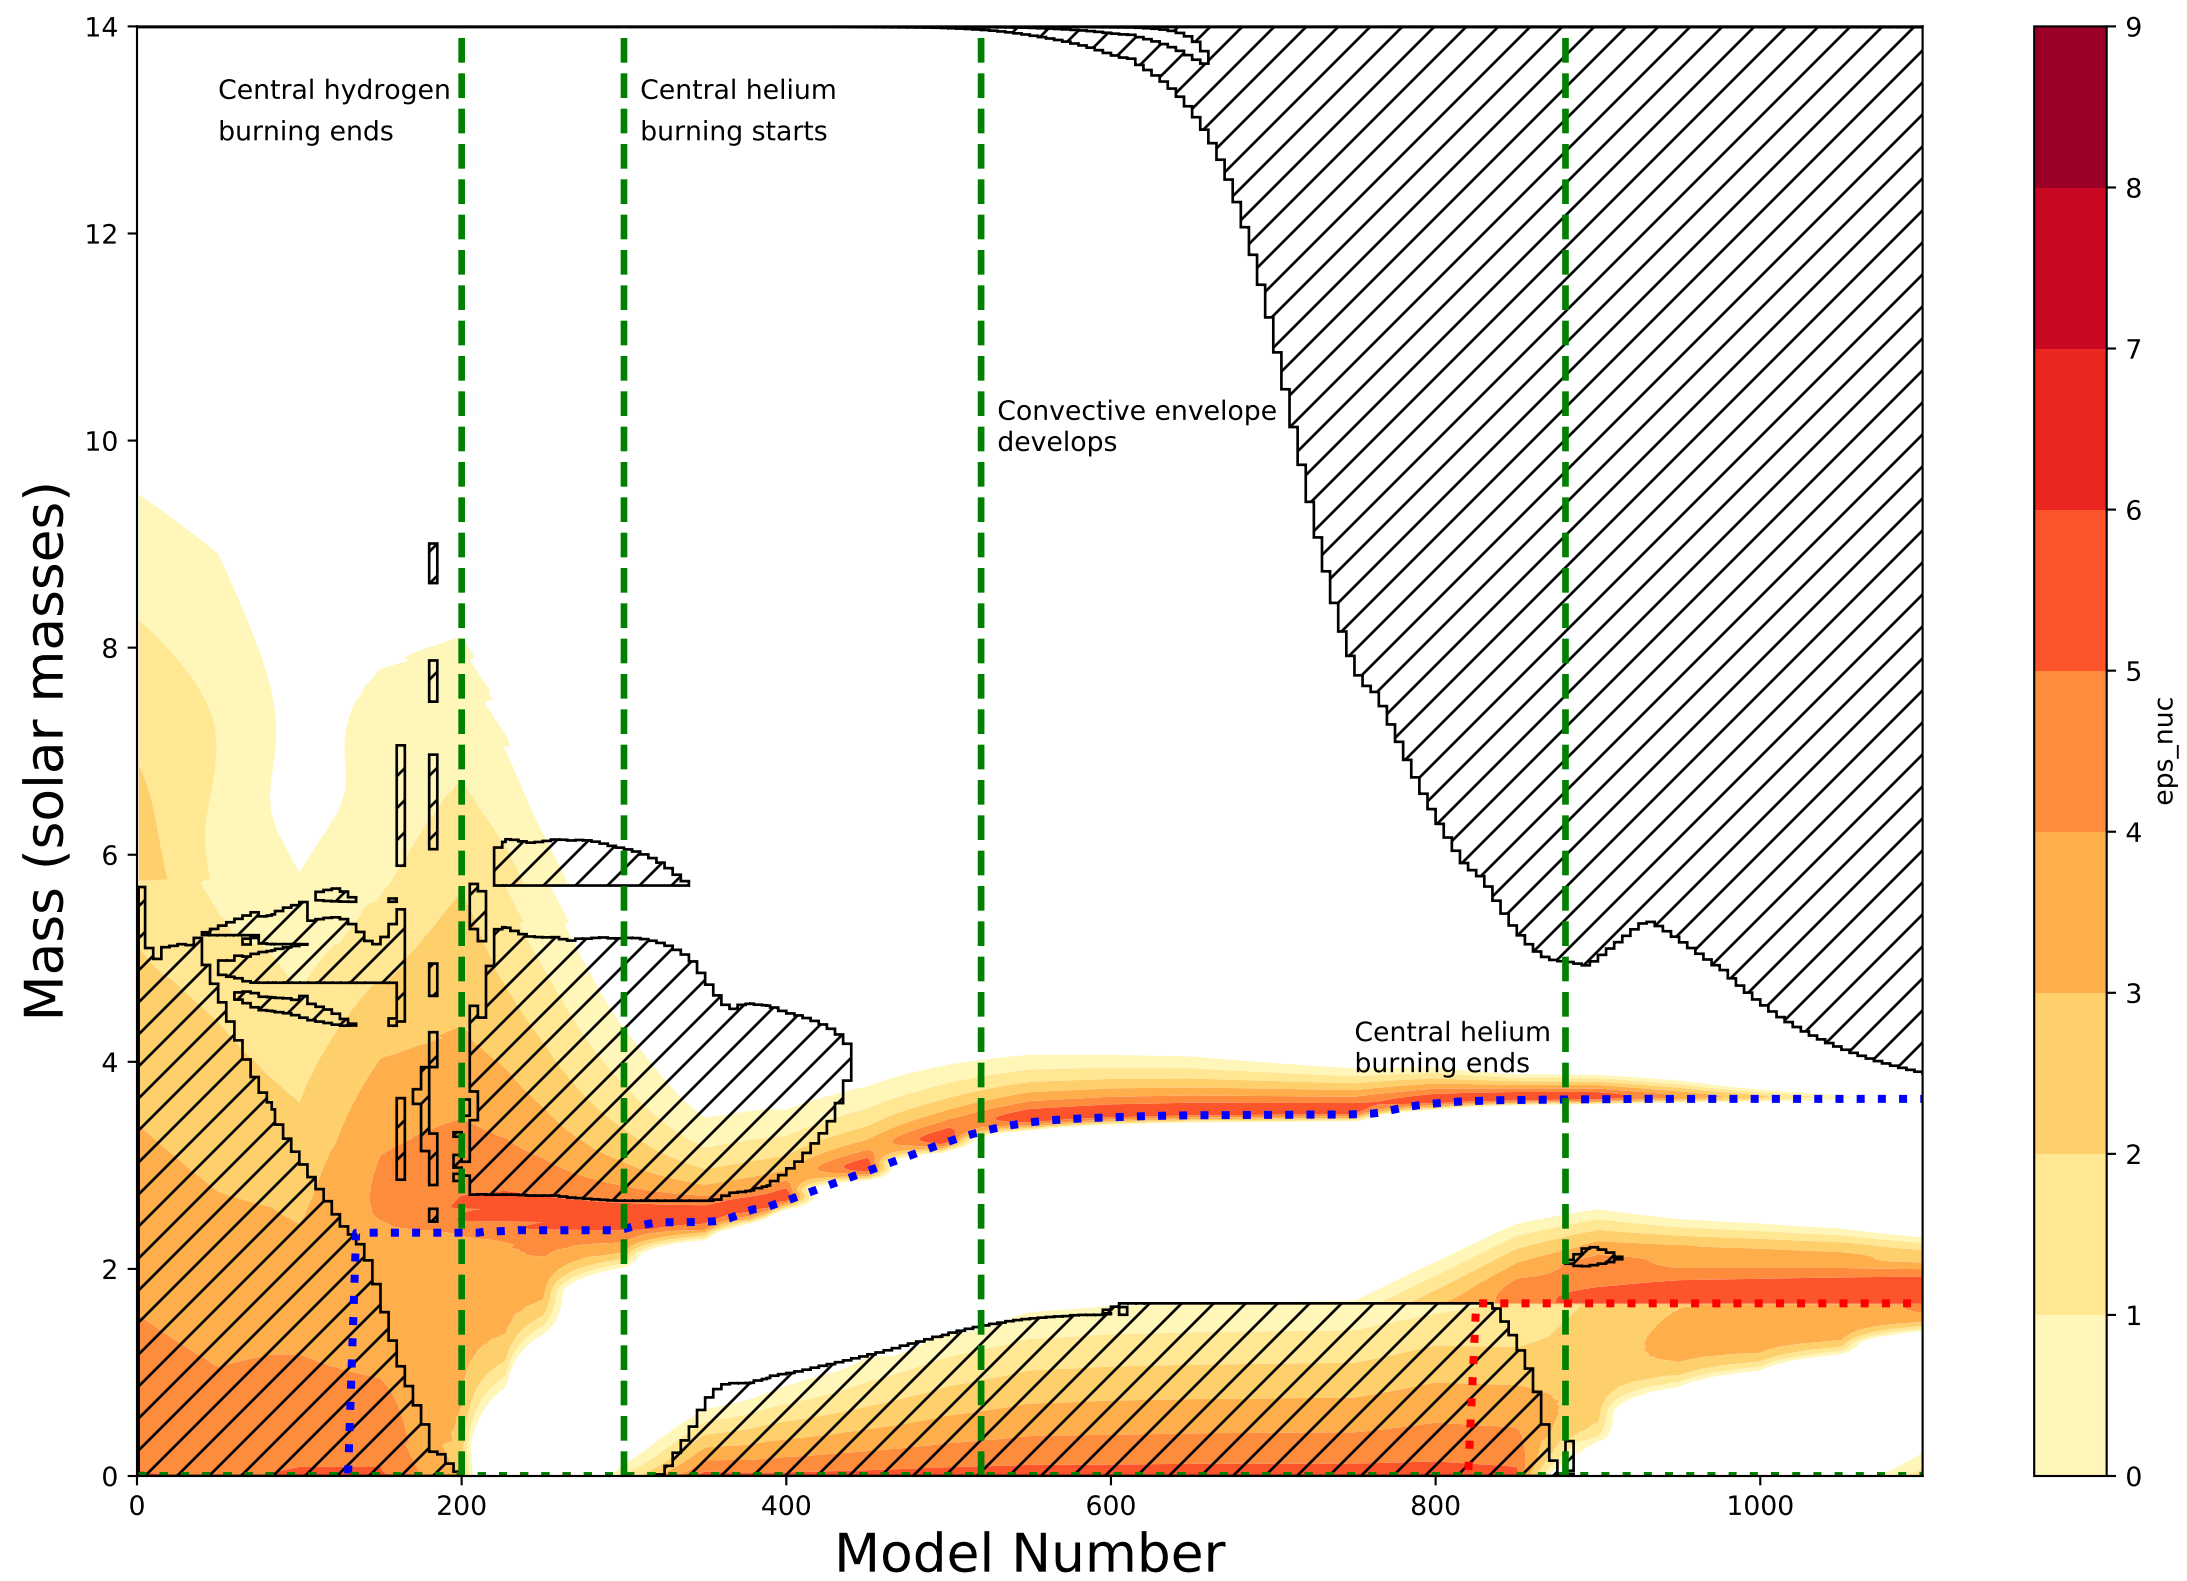 Central hydrogen
burning ends
Central helium
burning starts
Convective envelope
develops
Central helium
burning ends
14
12
10
8
6
4
2
0
Mass (solar masses)
0
200
400
600
800
1000
Model Number
9
8
7
6
5
4
3
2
1
0
eps_nuc